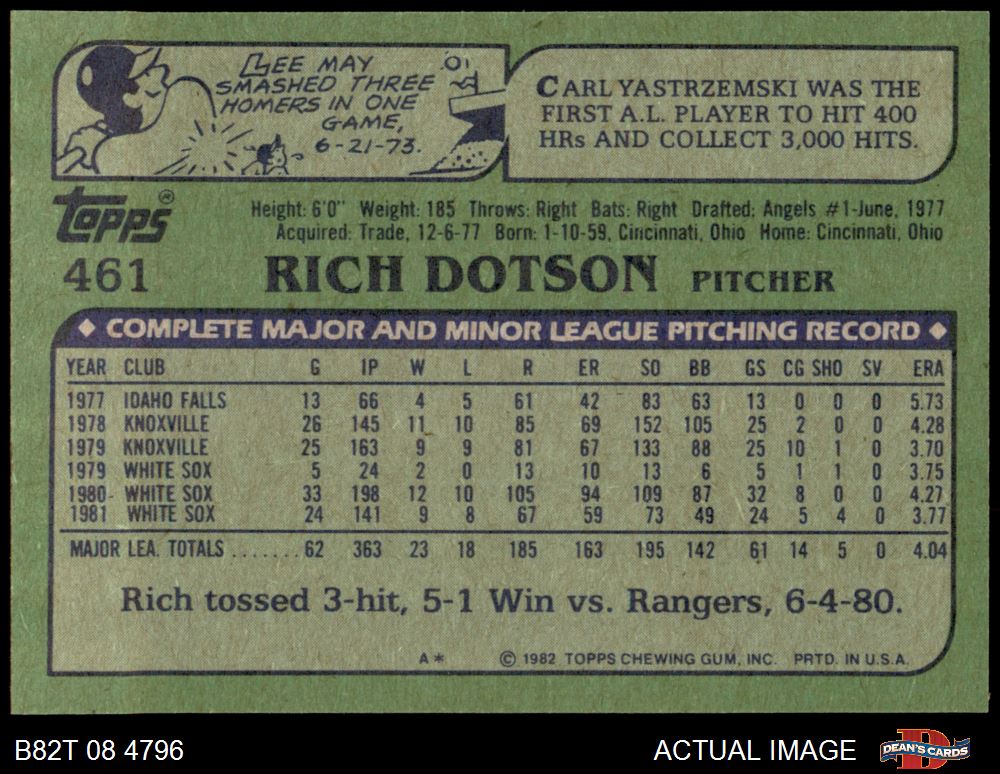 LEE MAY
SMASHED THREE
HOMERS IN ONE
GAME,
6-21-73.
CARL YASTRZEMSKI WAS THE
FIRST A.L. PLAYER TO HIT 400
HRs AND COLLECT 3,000 HITS.
Topps®
Height: 6'0" Weight: 185 Throws: Right Bats: Right Drafted: Angels #1-June, 1977
Acquired: Trade, 12-6-77 Born: 1-10-59, Cincinnati, Ohio Home: Cincinnati, Ohio
461 RICH DOTSON PITCHER
◆ COMPLETE MAJOR AND MINOR LEAGUE PITCHING RECORD ◆
YEAR CLUB G IP W L R ER SO BB GS CG SHO SV ERA
1977 IDAHO FALLS 13 66 4 5 61 42 83 63 13 0 0 0 5.73
1978 KNOXVILLE 26 145 11 10 85 69 152 105 25 2 0 0 4.28
1979 KNOXVILLE 25 163 9 9 81 67 133 88 25 10 1 0 3.70
1979 WHITE SOX 5 24 2 0 13 10 13 6 5 1 1 0 3.75
1980 WHITE SOX 33 198 12 10 105 94 109 87 32 8 0 0 4.27
1981 WHITE SOX 24 141 9 8 67 59 73 49 24 5 4 0 3.77
MAJOR LEA. TOTALS ....... 62 363 23 18 185 163 195 142 61 14 5 0 4.04
Rich tossed 3-hit, 5-1 Win vs. Rangers, 6-4-80.
A* © 1982 TOPPS CHEWING GUM, INC. PRTD. IN U.S.A.
B82T 08 4796 ACTUAL IMAGE DEAN'S CARDS